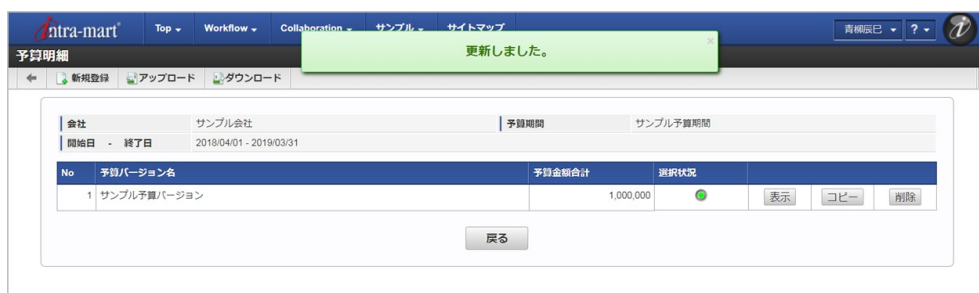 intra-mart Top Workflow Collaboration サンプル サイトマップ 青柳辰巳 ?
更新しました。 ×
予算明細
新規登録 アップロード ダウンロード
会社 サンプル会社 予算期間 サンプル予算期間
開始日 - 終了日 2018/04/01 - 2019/03/31
No 予算バージョン名 予算金額合計 選択状況
1 サンプル予算バージョン 1,000,000 表示 コピー 削除
戻る